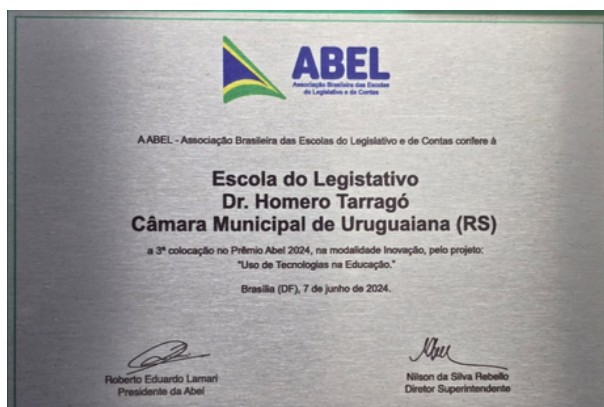 ABEL
Associação Brasileira das Escolas
do Legislativo e de Contas
A ABEL - Associação Brasileira das Escolas do Legislativo e de Contas confere à
Escola do Legistativo
Dr. Homero Tarragó
Câmara Municipal de Uruguaiana (RS)
a 3ª colocação no Prêmio Abel 2024, na modalidade Inovação, pelo projeto:
"Uso de Tecnologias na Educação."
Brasília (DF), 7 de junho de 2024.
Roberto Eduardo Lamari
Presidente da Abel
Nilson da Silva Rebello
Diretor Superintendente